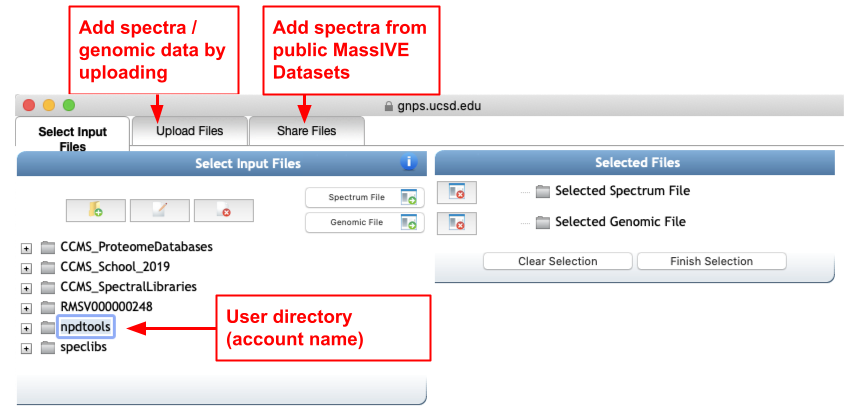 Add spectra /
genomic data by
uploading
Add spectra from
public MassIVE
Datasets
gnps.ucsd.edu
Select Input
Files
Upload Files
Share Files
Select Input Files
i
Selected Files
Spectrum File
Genomic File
Selected Spectrum File
Selected Genomic File
Clear Selection
Finish Selection
CCMS_ProteomeDatabases
CCMS_School_2019
CCMS_SpectralLibraries
RMSV000000248
npdtools
speclibs
User directory
(account name)